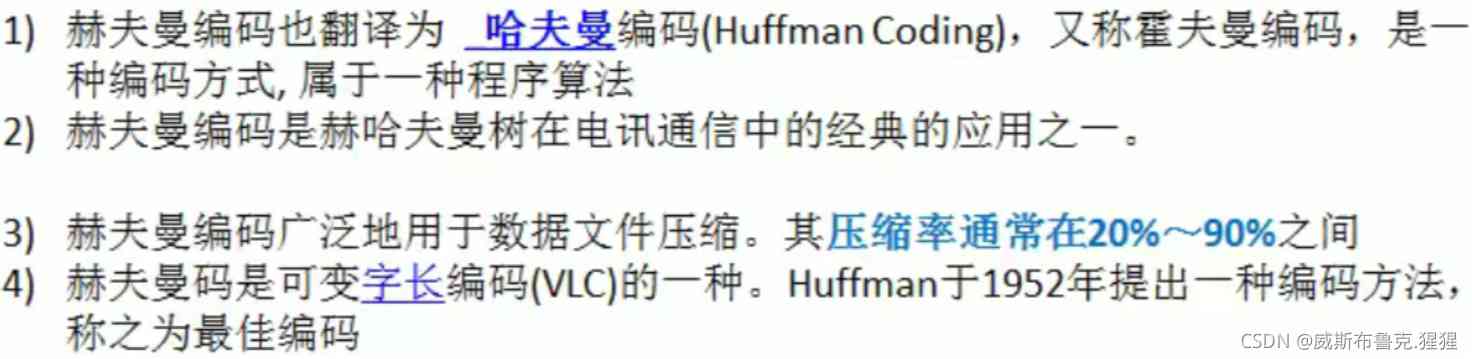 1) 赫夫曼编码也翻译为 哈夫曼编码(Huffman Coding)，又称霍夫曼编码，是一
种编码方式, 属于一种程序算法
2) 赫夫曼编码是赫哈夫曼树在电讯通信中的经典的应用之一。
3) 赫夫曼编码广泛地用于数据文件压缩。其压缩率通常在20%～90%之间
4) 赫夫曼码是可变字长编码(VLC)的一种。Huffman于1952年提出一种编码方法，
称之为最佳编码
CSDN @威斯布鲁克.猩猩